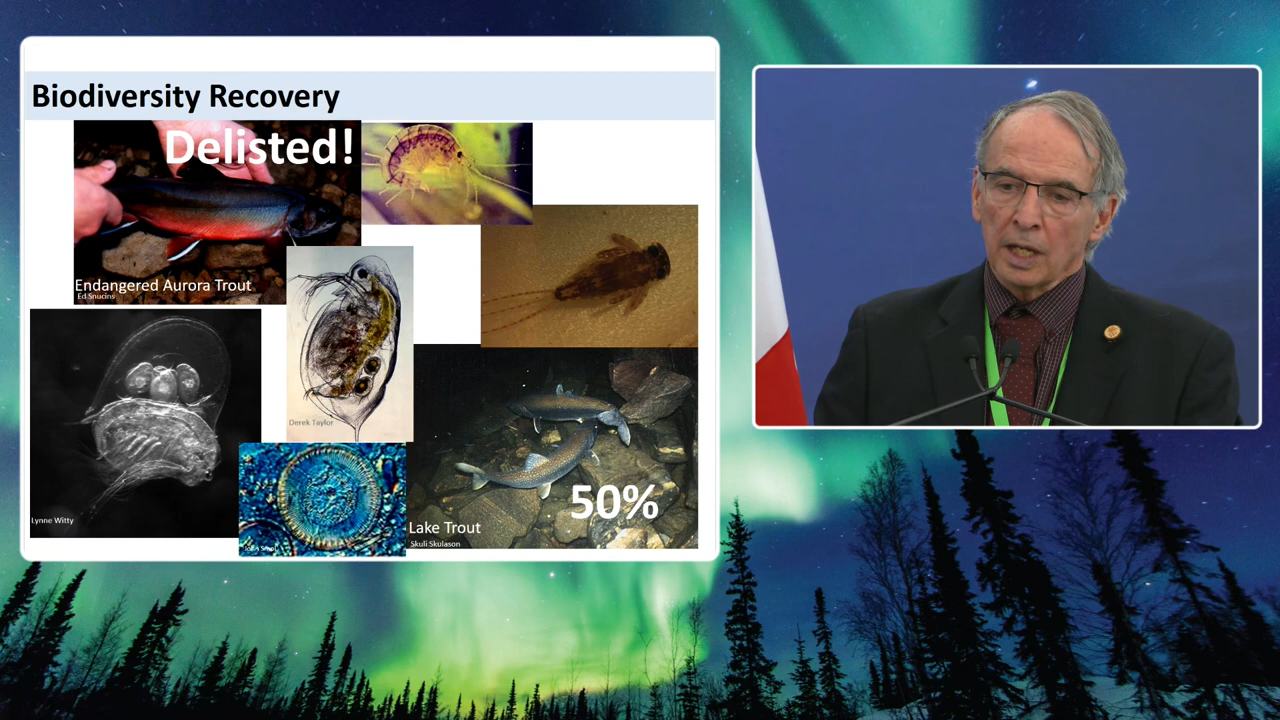 Biodiversity Recovery
Delisted!
Endangered Aurora Trout
Ed Snucins
Derek Taylor
Lynne Witty
50%
Lake Trout
Skuli Skulason